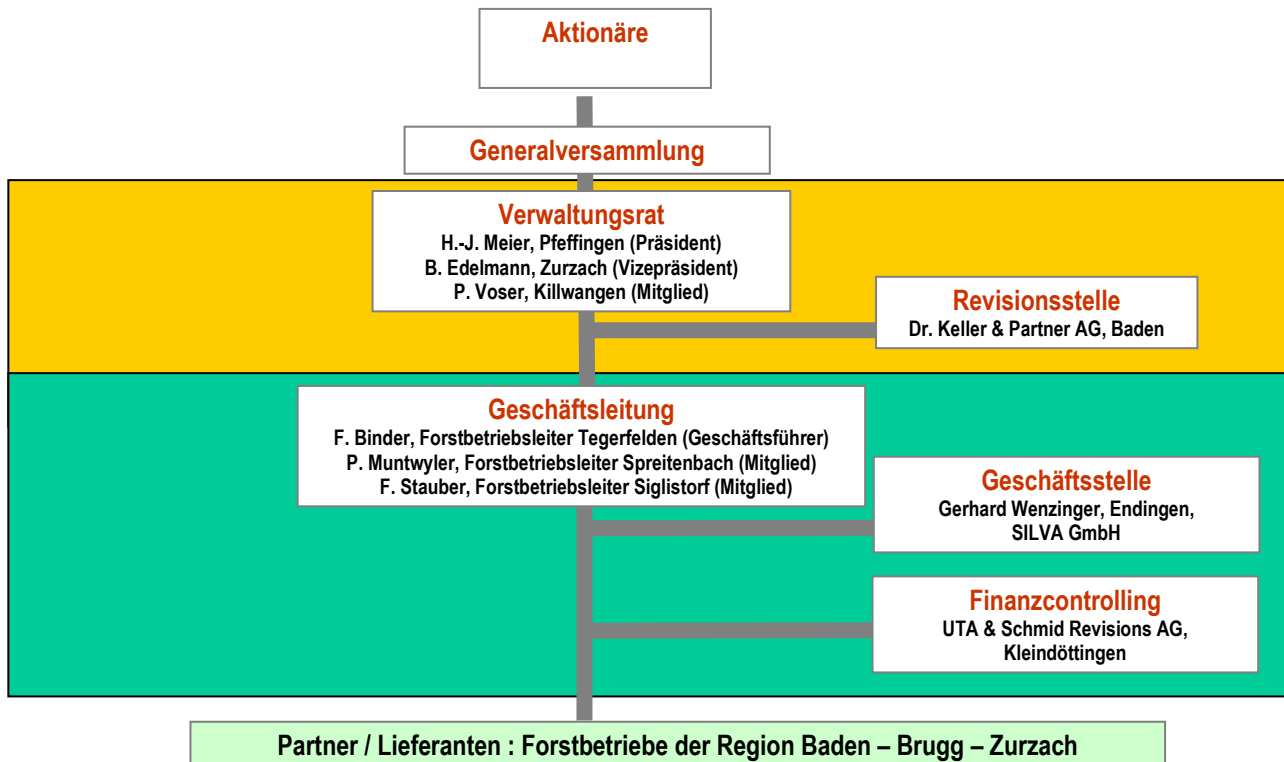 Aktionäre
Generalversammlung
Verwaltungsrat
H.-J. Meier, Pfeffingen (Präsident)
B. Edelmann, Zurzach (Vizepräsident)
P. Voser, Killwangen (Mitglied)
Revisionsstelle
Dr. Keller & Partner AG, Baden
Geschäftsleitung
F. Binder, Forstbetriebsleiter Tegerfelden (Geschäftsführer)
P. Muntwyler, Forstbetriebsleiter Spreitenbach (Mitglied)
F. Stauber, Forstbetriebsleiter Siglistorf (Mitglied)
Geschäftsstelle
Gerhard Wenzinger, Endingen,
SILVA GmbH
Finanzcontrolling
UTA & Schmid Revisions AG,
Kleindöttingen
Partner / Lieferanten : Forstbetriebe der Region Baden – Brugg – Zurzach